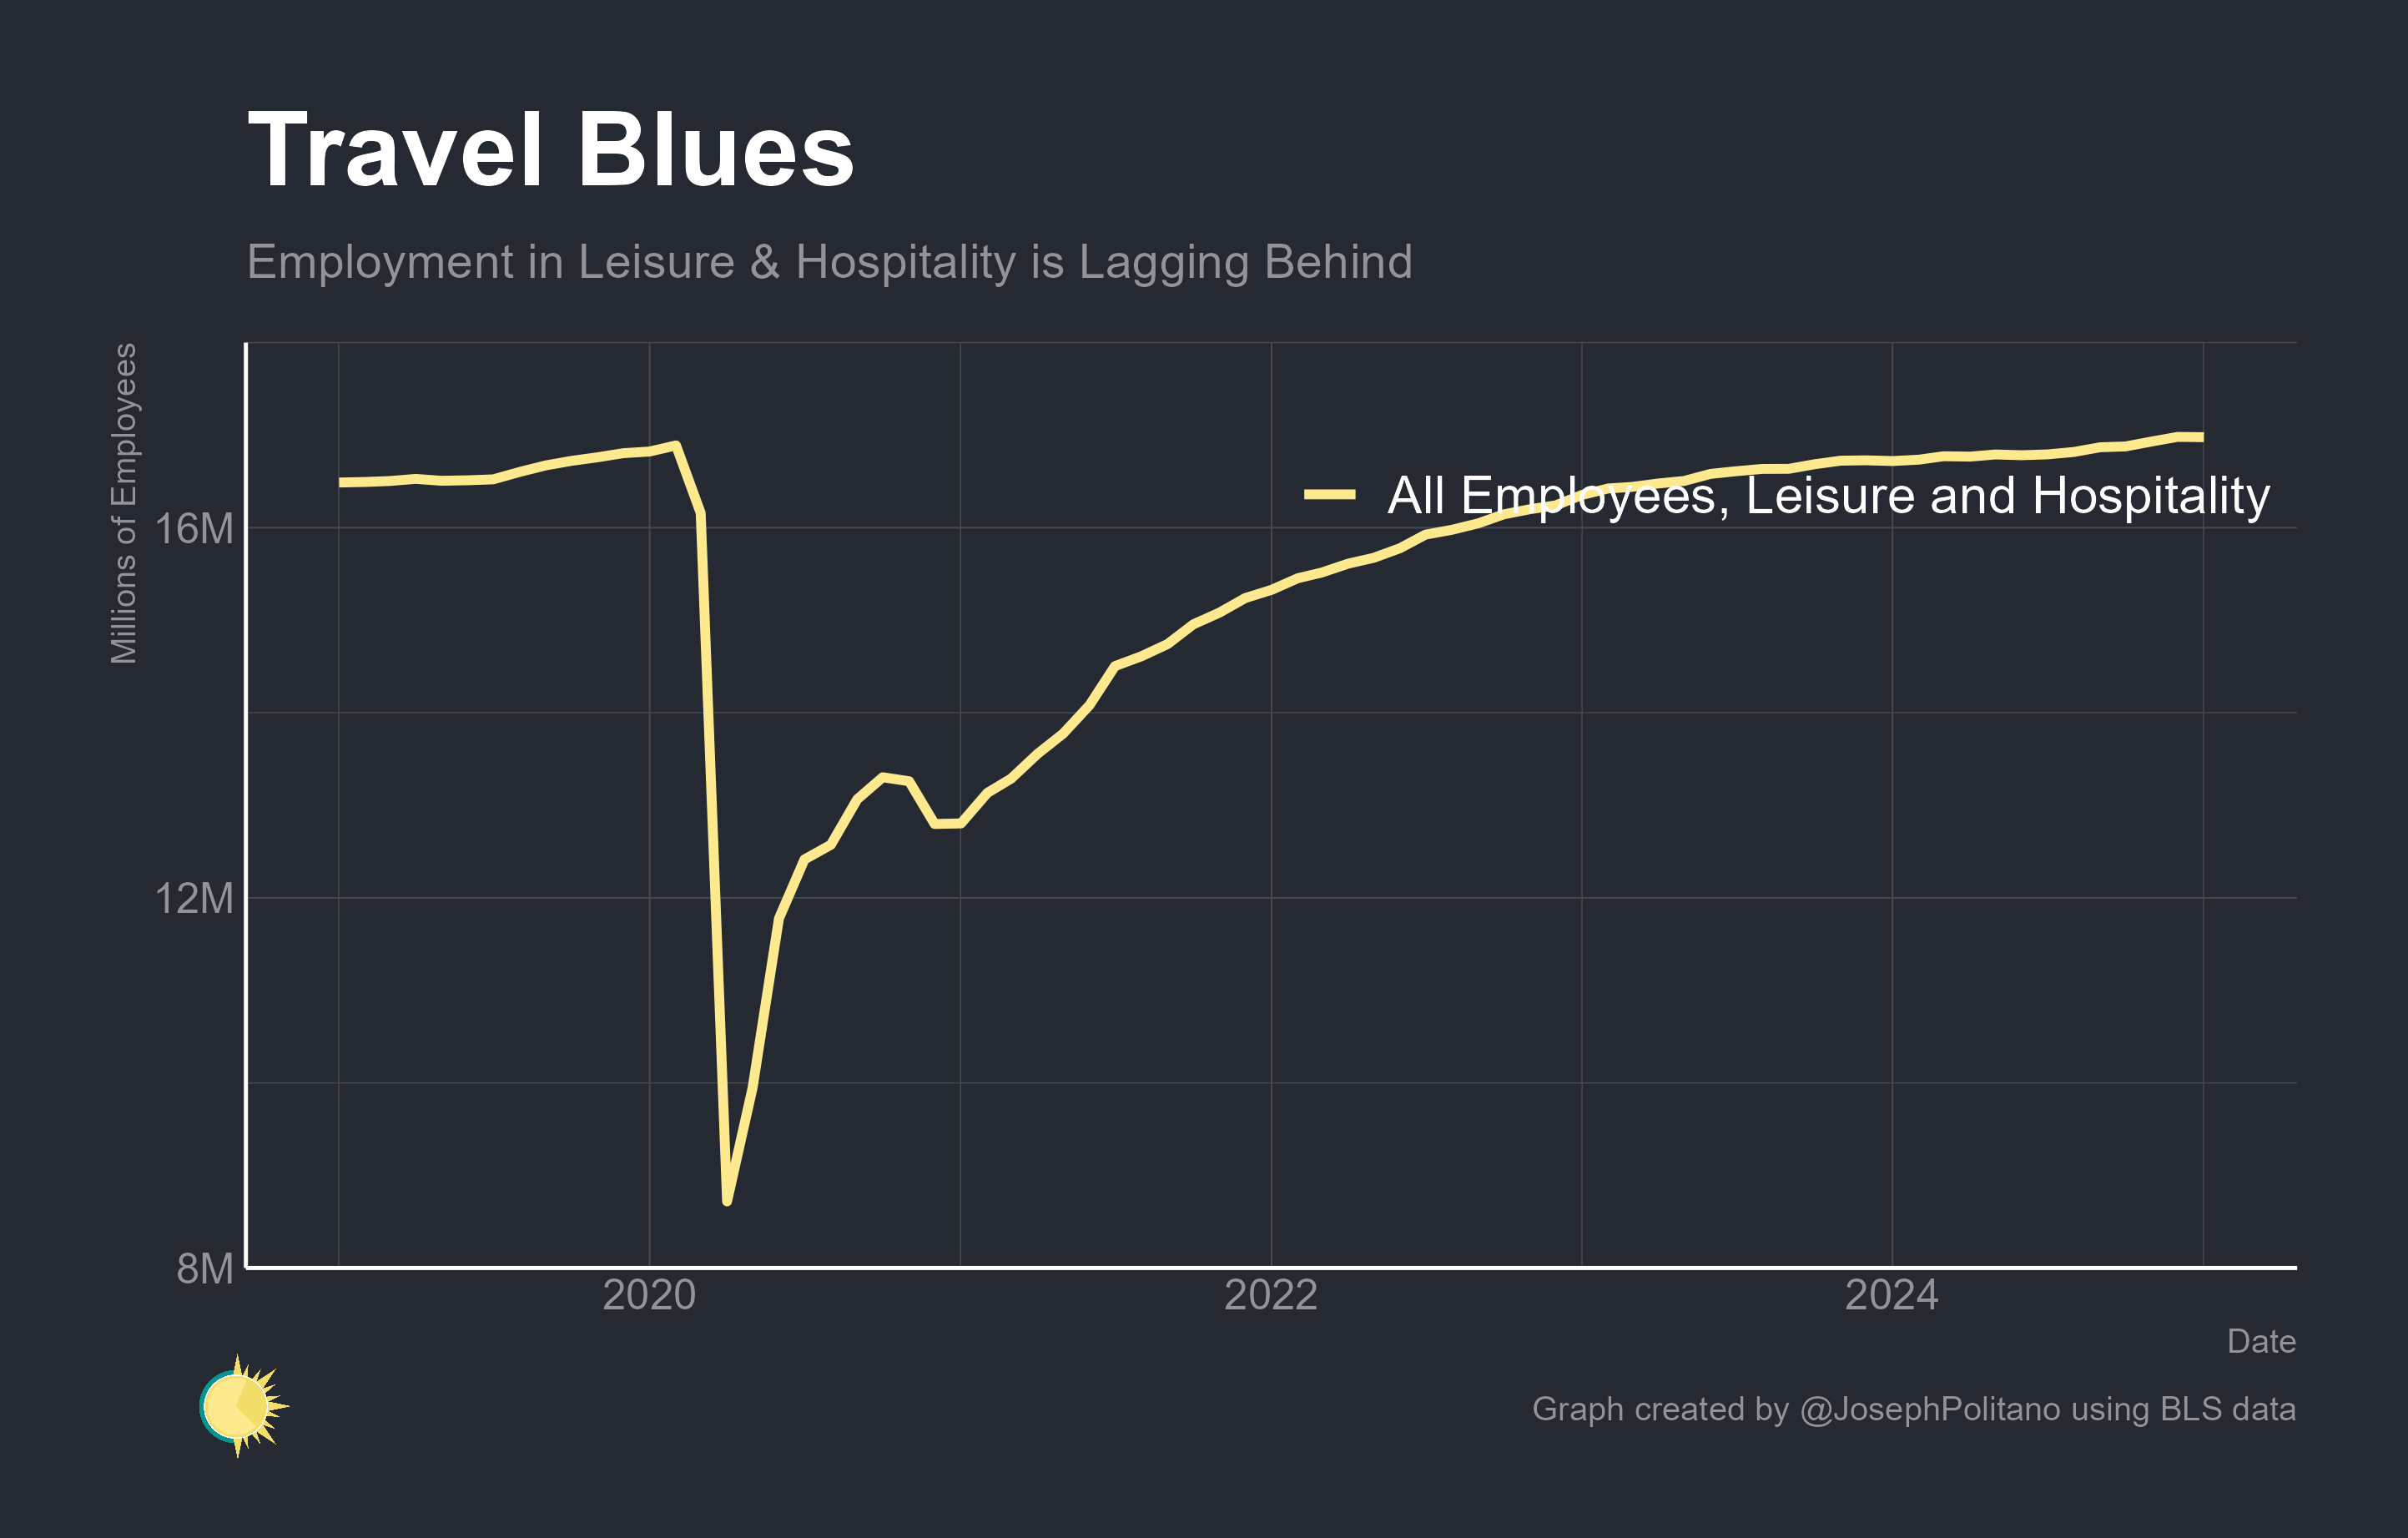 Travel Blues
Employment in Leisure & Hospitality is Lagging Behind
Millions of Employees
16M
12M
8M
All Employees, Leisure and Hospitality
2020
2022
2024
Date
Graph created by @JosephPolitano using BLS data